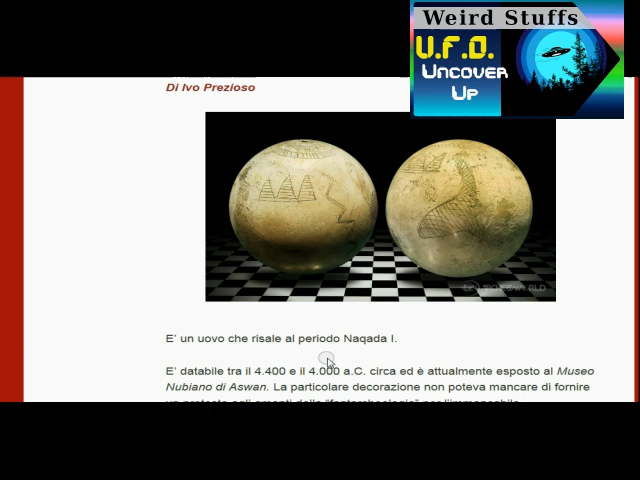 Weird Stuffs
U.F.O.
UNCOVER
UP
Di Ivo Prezioso
E' un uovo che risale al periodo Naqada I.
E' databile tra il 4.400 e il 4.000 a.C. circa ed è attualmente esposto al Museo
Nubiano di Aswan. La particolare decorazione non poteva mancare di fornire